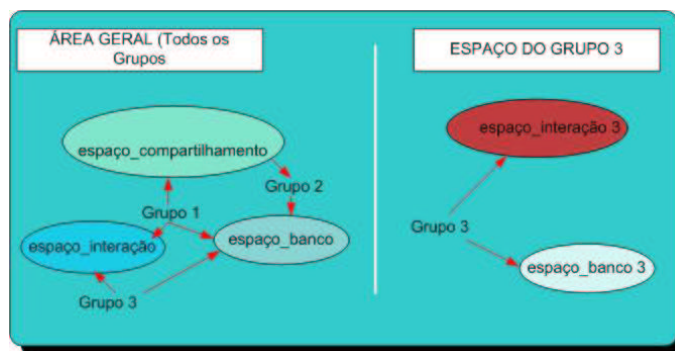 ÁREA GERAL (Todos os
Grupos
ESPAÇO DO GRUPO 3
espaço_compartilhamento
Grupo 2
Grupo 1
espaço_interação
espaço_banco
Grupo 3
espaço_interação 3
Grupo 3
espaço_banco 3